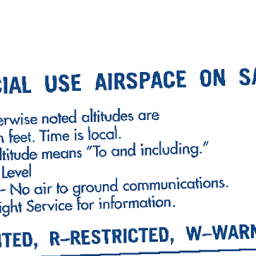 CIAL USE AIRSPACE ON SA
erwise noted altitudes are
n feet. Time is local.
ltitude means "To and including."
Level
– No air to ground communications.
ight Service for information.
ITED, R–RESTRICTED, W–WARN